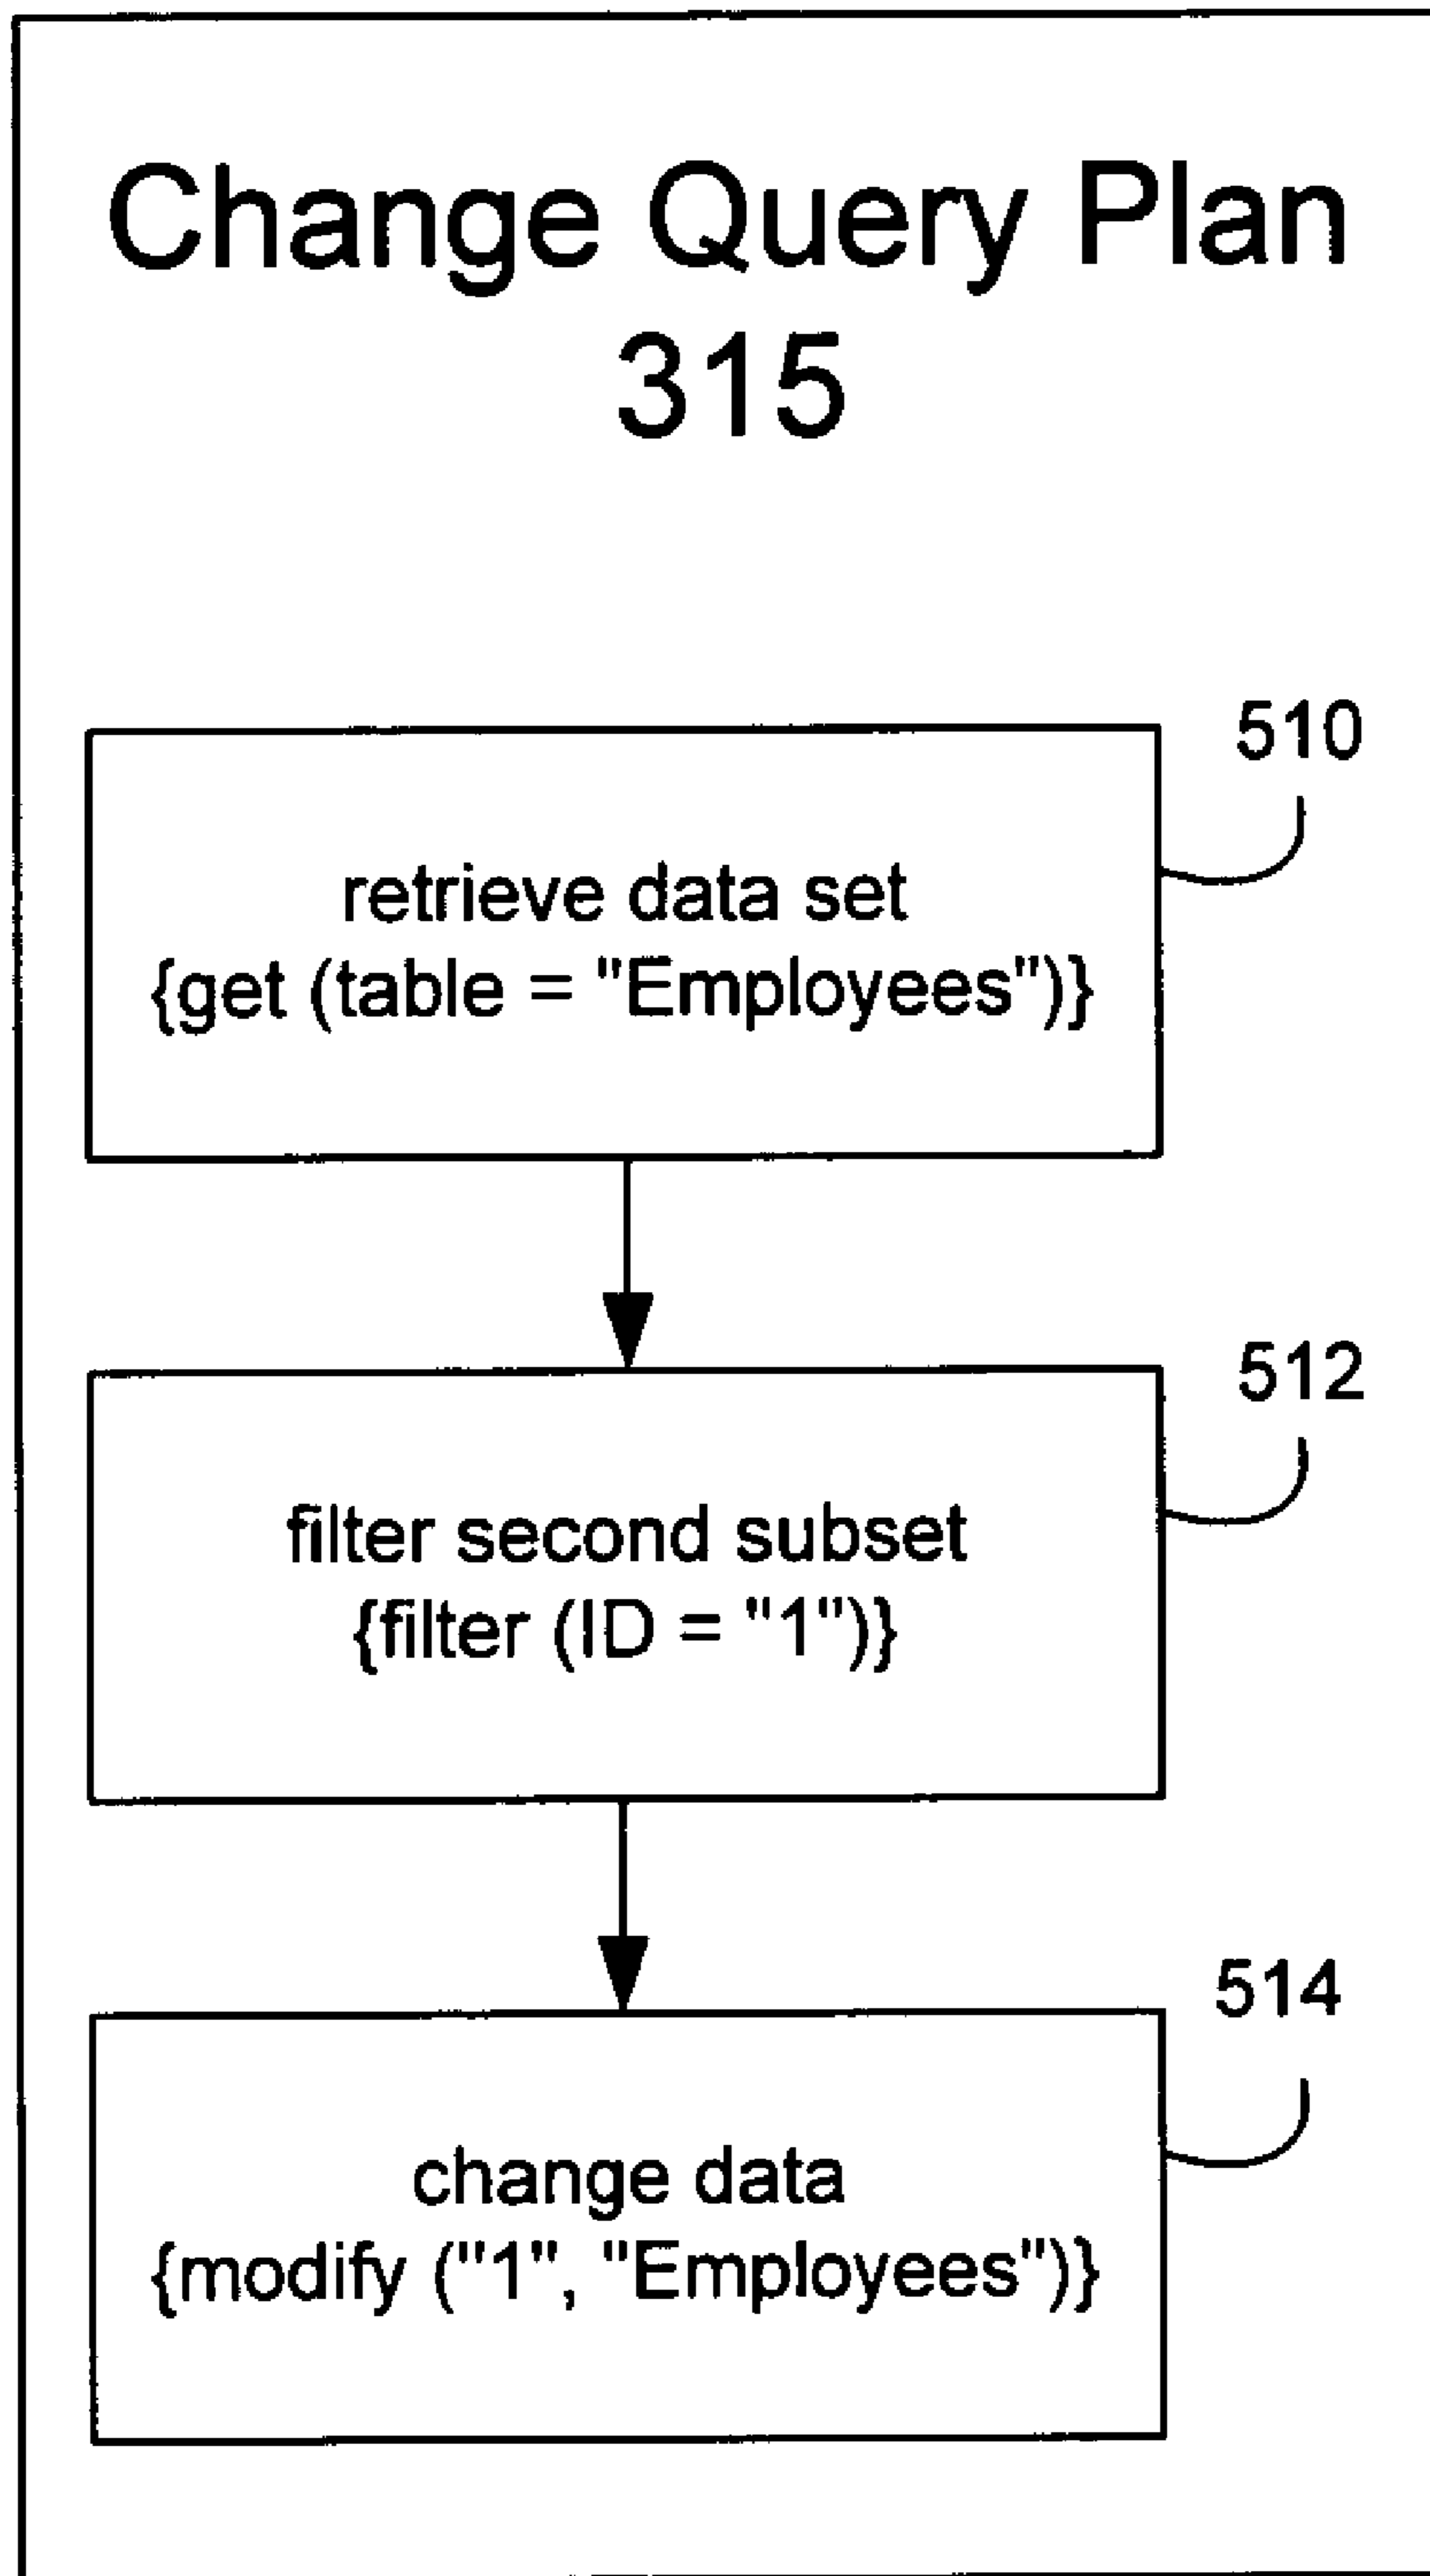 Change Query Plan
315
510
retrieve data set
{get (table = "Employees")}
512
filter second subset
{filter (ID = "1")}
514
change data
{modify ("1", "Employees")}